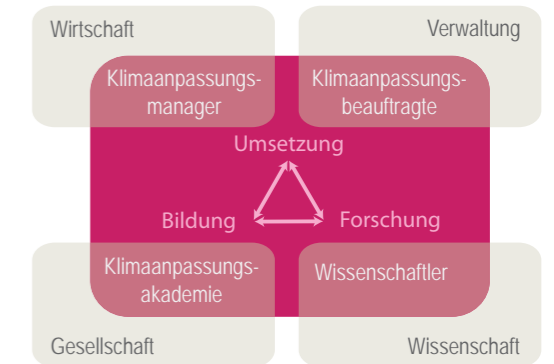 Wirtschaft
Verwaltung
Klimaanpassungs-
manager
Klimaanpassungs-
beauftragte
Umsetzung
Bildung
Forschung
Klimaanpassungs-
akademie
Wissenschaftler
Gesellschaft
Wissenschaft